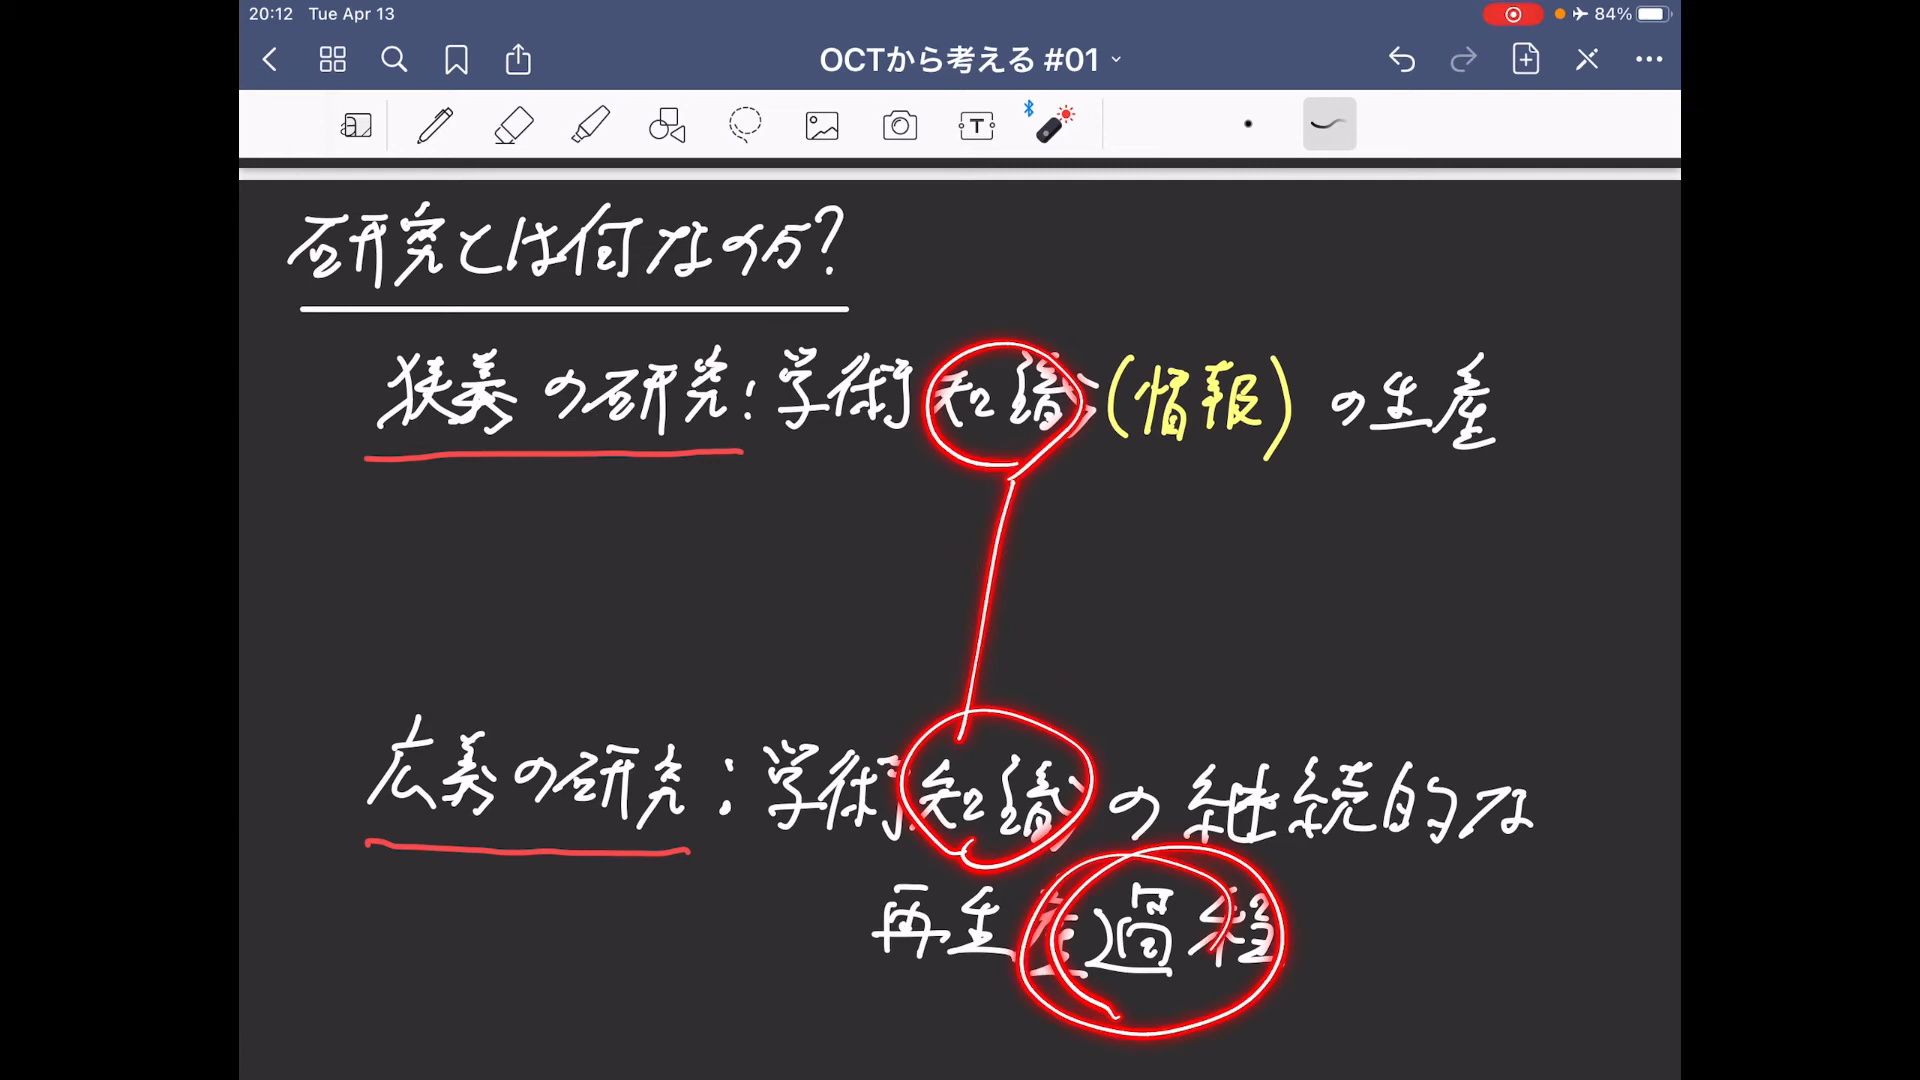 20:12 Tue Apr 13 84%
OCTから考える #01
研究とは何なのか?
狭義の研究:学術知識(情報)の生産
広義の研究:学術知識の継続的な
再生産過程